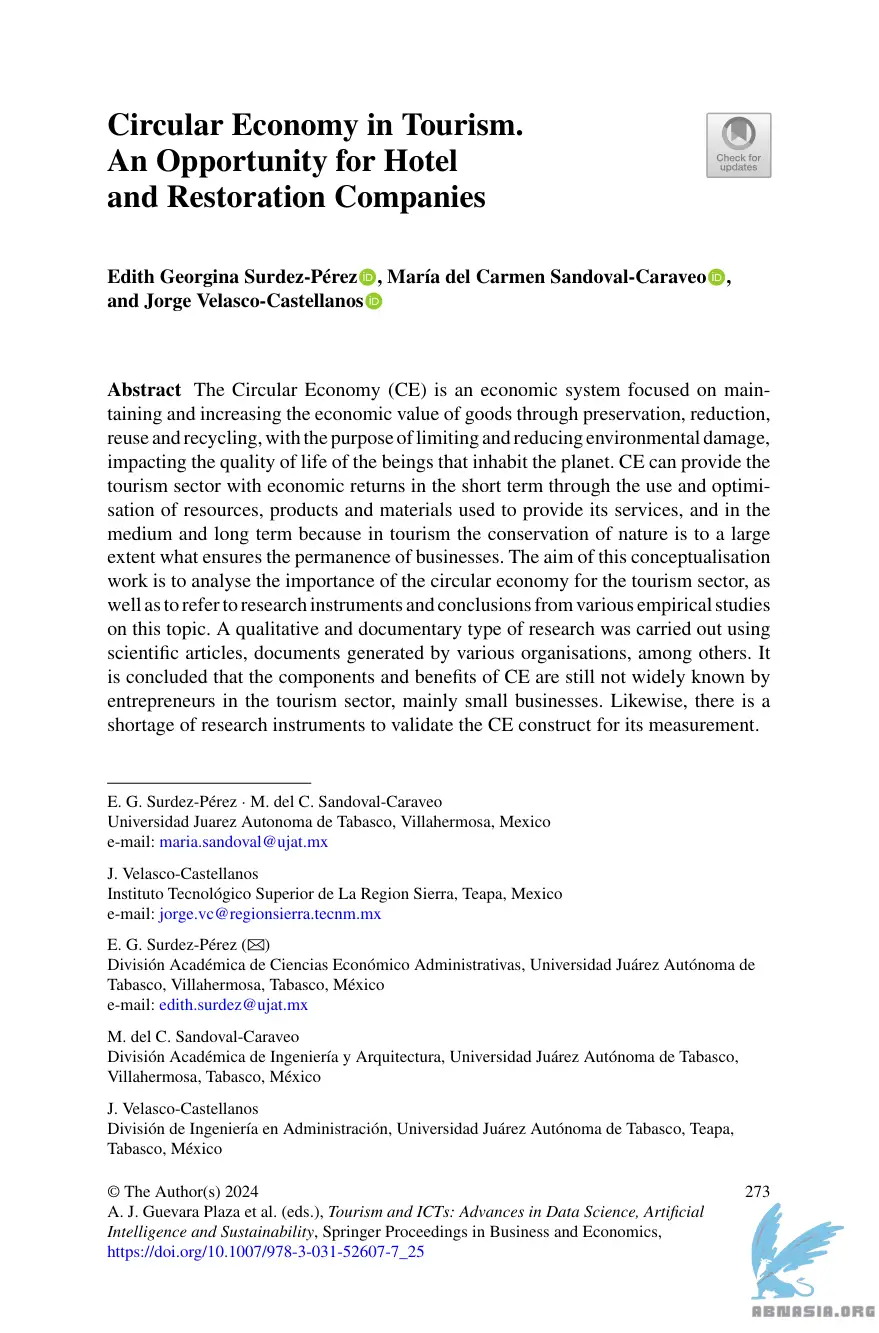 Circular Economy in Tourism.
An Opportunity for Hotel
and Restoration Companies
Check for
updates
Edith Georgina Surdez-Pérez iD , María del Carmen Sandoval-Caraveo iD ,
and Jorge Velasco-Castellanos iD
Abstract The Circular Economy (CE) is an economic system focused on main-
taining and increasing the economic value of goods through preservation, reduction,
reuse and recycling, with the purpose of limiting and reducing environmental damage,
impacting the quality of life of the beings that inhabit the planet. CE can provide the
tourism sector with economic returns in the short term through the use and optimi-
sation of resources, products and materials used to provide its services, and in the
medium and long term because in tourism the conservation of nature is to a large
extent what ensures the permanence of businesses. The aim of this conceptualisation
work is to analyse the importance of the circular economy for the tourism sector, as
well as to refer to research instruments and conclusions from various empirical studies
on this topic. A qualitative and documentary type of research was carried out using
scientific articles, documents generated by various organisations, among others. It
is concluded that the components and benefits of CE are still not widely known by
entrepreneurs in the tourism sector, mainly small businesses. Likewise, there is a
shortage of research instruments to validate the CE construct for its measurement.
E. G. Surdez-Pérez · M. del C. Sandoval-Caraveo
Universidad Juarez Autonoma de Tabasco, Villahermosa, Mexico
e-mail: maria.sandoval@ujat.mx
J. Velasco-Castellanos
Instituto Tecnológico Superior de La Region Sierra, Teapa, Mexico
e-mail: jorge.vc@regionsierra.tecnm.mx
E. G. Surdez-Pérez (✉)
División Académica de Ciencias Económico Administrativas, Universidad Juárez Autónoma de
Tabasco, Villahermosa, Tabasco, México
e-mail: edith.surdez@ujat.mx
M. del C. Sandoval-Caraveo
División Académica de Ingeniería y Arquitectura, Universidad Juárez Autónoma de Tabasco,
Villahermosa, Tabasco, México
J. Velasco-Castellanos
División de Ingeniería en Administración, Universidad Juárez Autónoma de Tabasco, Teapa,
Tabasco, México
© The Author(s) 2024 273
A. J. Guevara Plaza et al. (eds.), Tourism and ICTs: Advances in Data Science, Artificial
Intelligence and Sustainability, Springer Proceedings in Business and Economics,
https://doi.org/10.1007/978-3-031-52607-7_25
ABNASIA.ORG